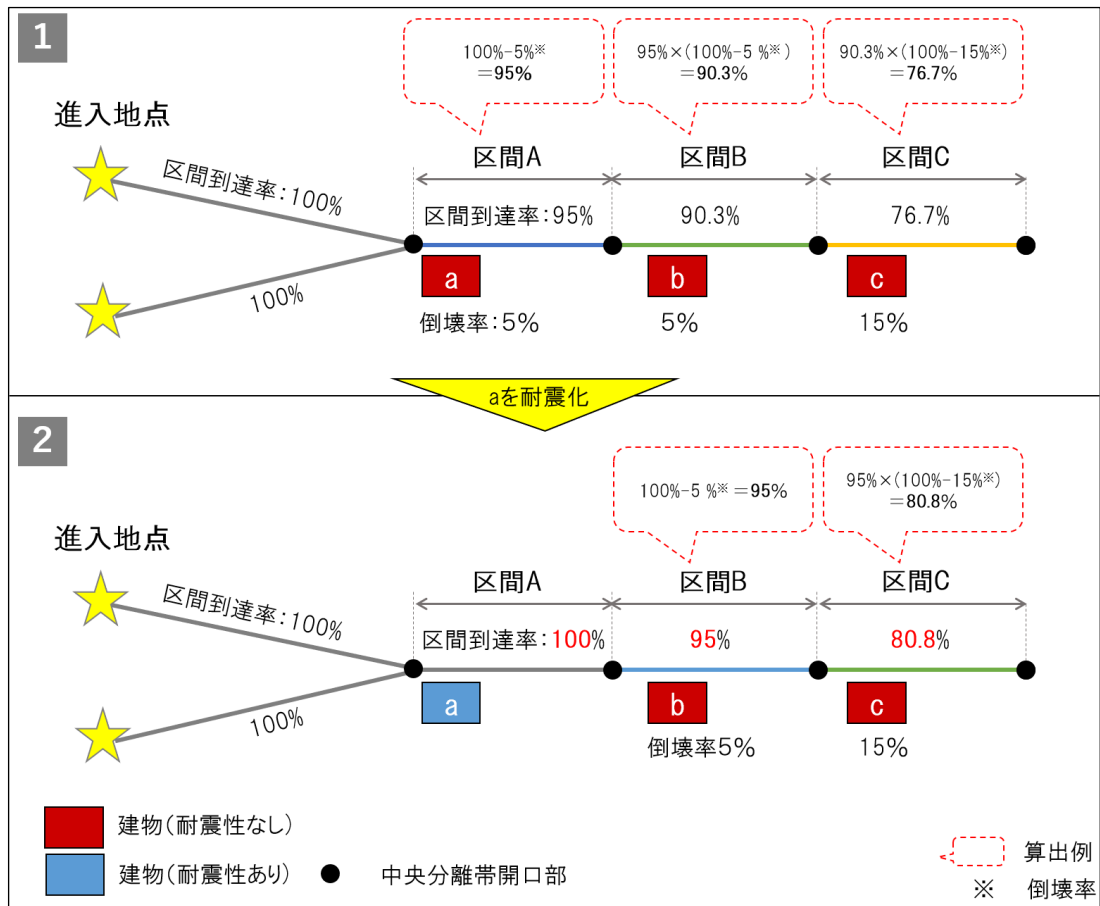 1
100%-5%※
=95%
95%×(100%-5 %※)
=90.3%
90.3%×(100%-15%※)
=76.7%
進入地点
区間A
区間B
区間C
区間到達率:100%
区間到達率:95%
90.3%
76.7%
100%
a
b
c
倒壊率:5%
5%
15%
aを耐震化
2
100%-5 %※ =95%
95%×(100%-15%※)
=80.8%
進入地点
区間A
区間B
区間C
区間到達率:100%
区間到達率:100%
95%
80.8%
100%
a
b
c
倒壊率5%
15%
建物(耐震性なし)
建物(耐震性あり)
中央分離帯開口部
算出例
※ 倒壊率